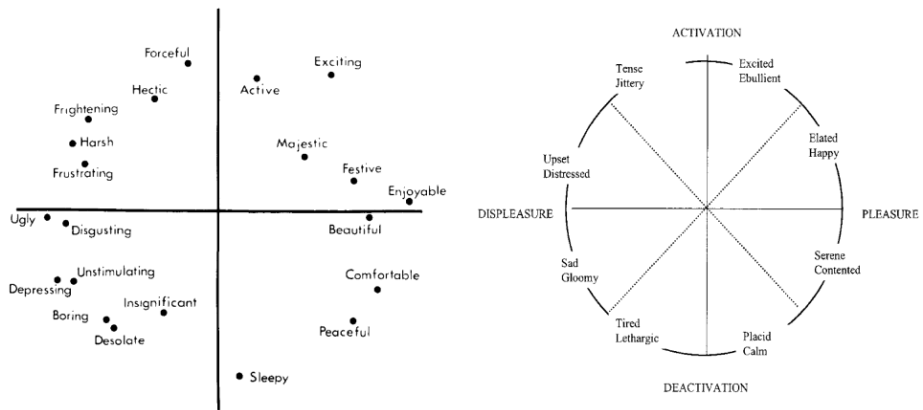 Forceful
Exciting
Hectic
Active
Frightening
Harsh
Majestic
Frustrating
Festive
Enjoyable
Ugly
Disgusting
Beautiful
Unstimulating
Comfortable
Depressing
Insignificant
Boring
Peaceful
Desolate
Sleepy
ACTIVATION
Tense
Jittery
Excited
Ebullient
Elated
Happy
Upset
Distressed
DISPLEASURE
PLEASURE
Sad
Gloomy
Serene
Contented
Tired
Lethargic
Placid
Calm
DEACTIVATION